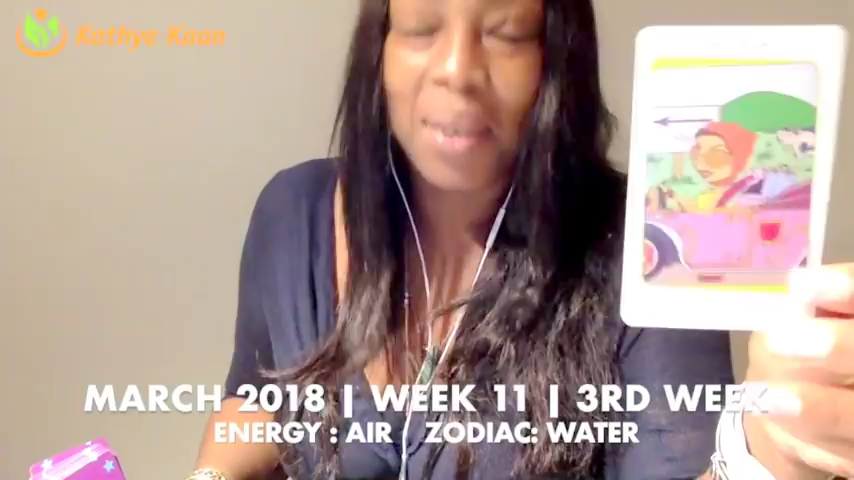 Kathye Kaan
MARCH 2018 | WEEK 11 | 3RD WEEK
ENERGY : AIR ZODIAC: WATER